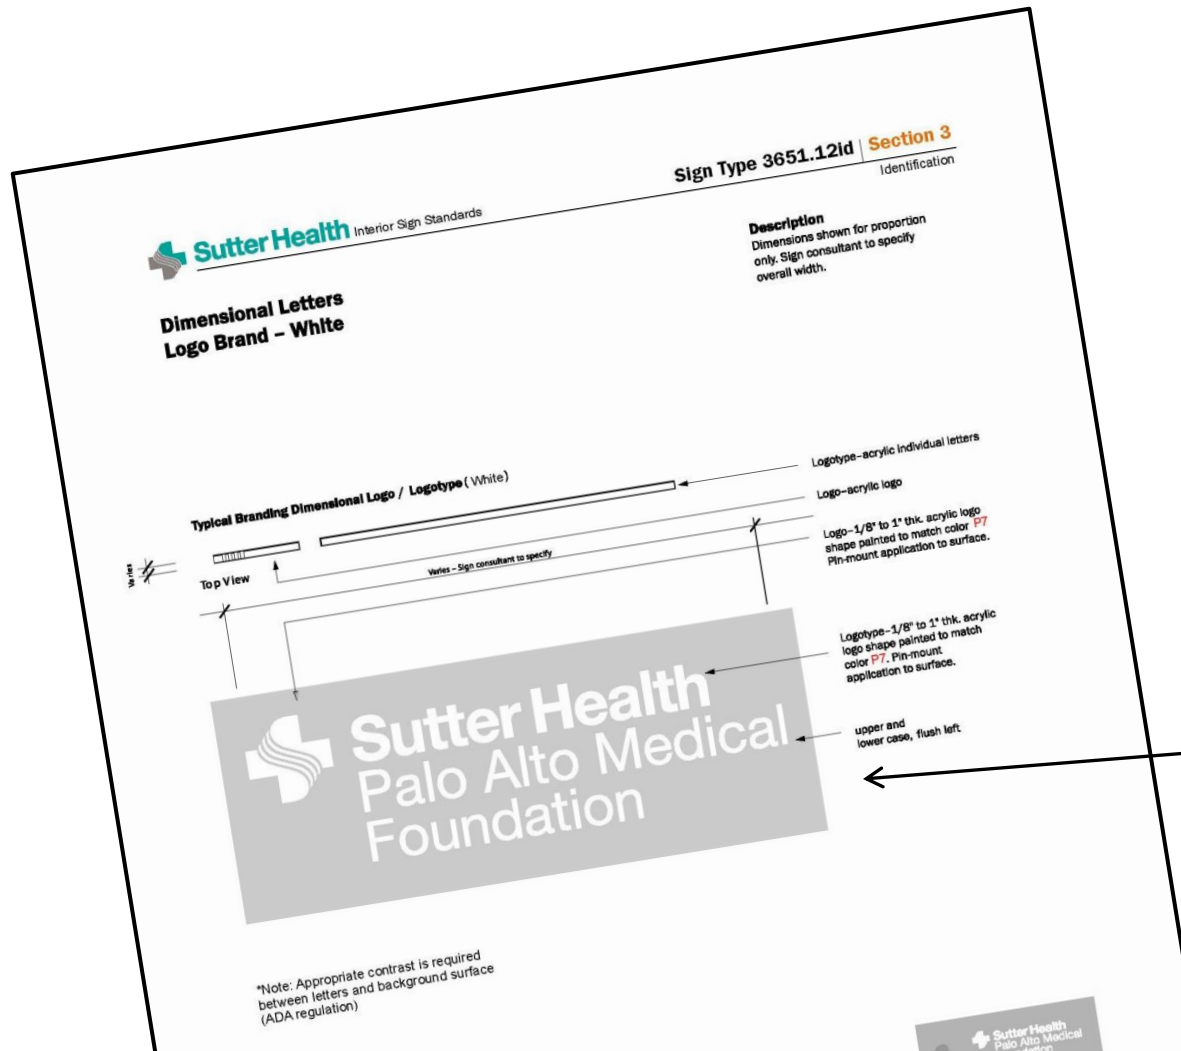 Sign Type 3651.12id | Section 3
Identification
Sutter Health Interior Sign Standards
Description
Dimensions shown for proportion
only. Sign consultant to specify
overall width.
Dimensional Letters
Logo Brand – White
Typical Branding Dimensional Logo / Logotype ( White)
Logotype–acrylic individual letters
Logo–acrylic logo
Logo–1/8" to 1" thk. acrylic logo
shape painted to match color P7
Pin-mount application to surface.
Varies
Top View
Varies – Sign consultant to specify
Logotype–1/8" to 1" thk. acrylic
logo shape painted to match
color P7. Pin-mount
application to surface.
Sutter Health
Palo Alto Medical
Foundation
upper and
lower case, flush left
*Note: Appropriate contrast is required
between letters and background surface
(ADA regulation)
Sutter Health
Palo Alto Medical
Foundation